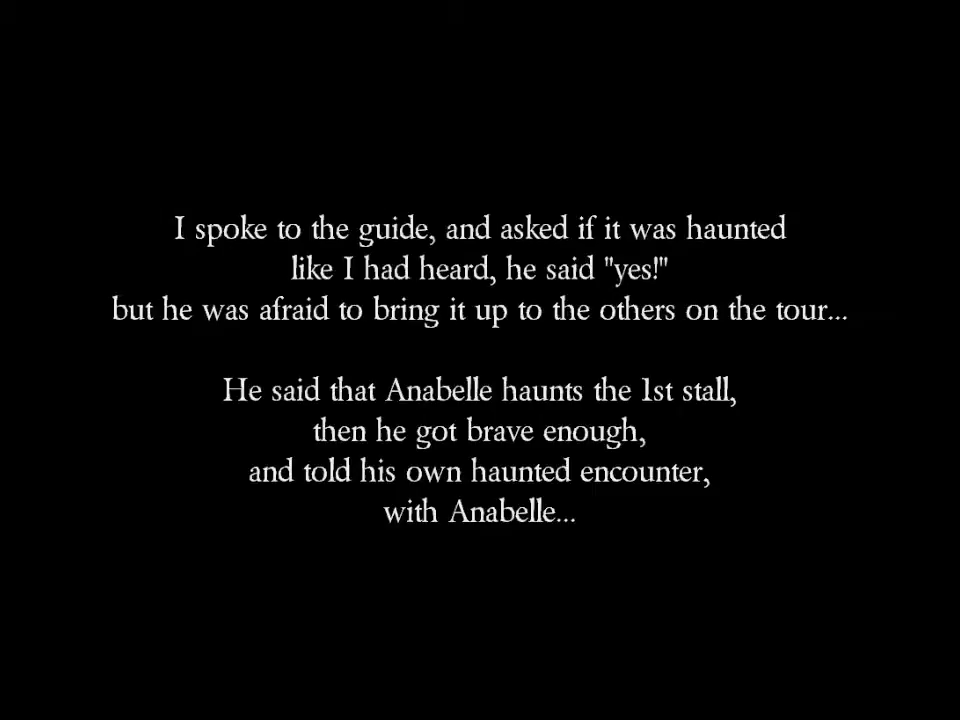 I spoke to the guide, and asked if it was haunted
like I had heard, he said "yes!"
but he was afraid to bring it up to the others on the tour...
He said that Anabelle haunts the 1st stall,
then he got brave enough,
and told his own haunted encounter,
with Anabelle...